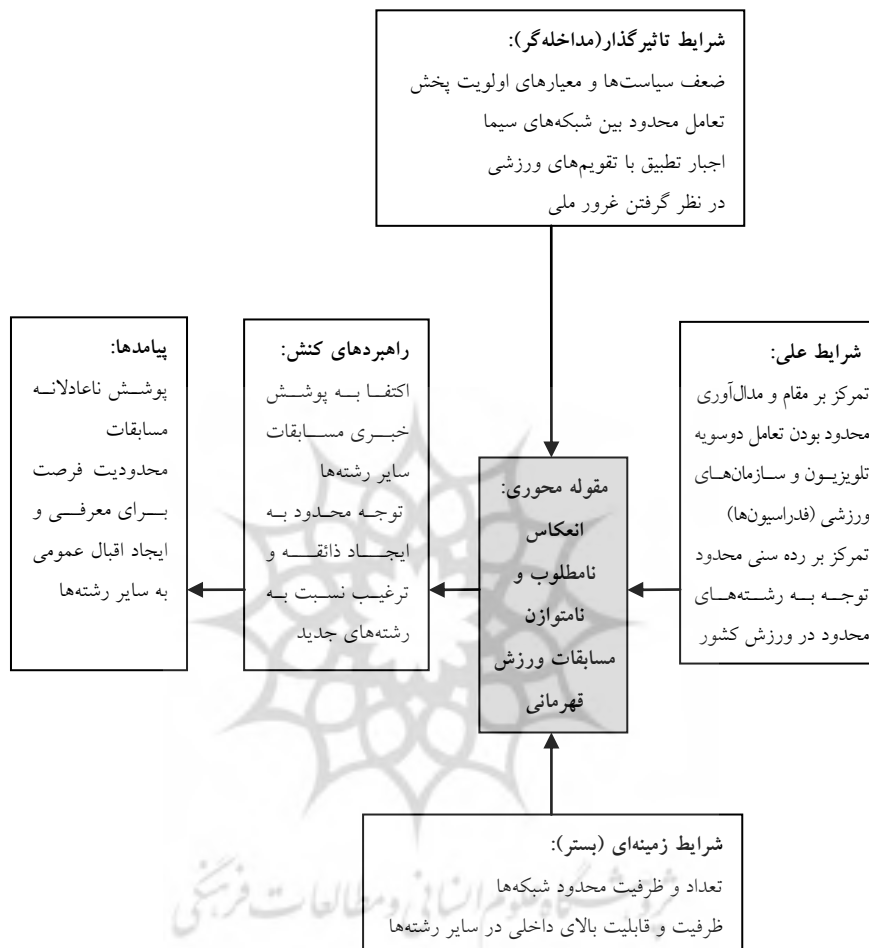 شرایط تاثیرگذار(مداخله‌گر):
ضعف سیاست‌ها و معیارهای اولویت پخش
تعامل محدود بین شبکه‌های سیما
اجبار تطبیق با تقویم‌های ورزشی
در نظر گرفتن غرور ملی
شرایط علی:
تمرکز بر مقام و مدال‌آوری
محدود بودن تعامل دوسویه
تلویزیون و سازمان‌های
ورزشی (فدراسیون‌ها)
تمرکز بر رده سنی محدود
توجه به رشته‌های
محدود در ورزش کشور
مقوله محوری:
انعکاس
نامطلوب و
نامتوازن
مسابقات ورزش
قهرمانی
راهبردهای کنش:
اکتفا به پوشش
خبری مسابقات
سایر رشته‌ها
توجه محدود به
ایجاد ذائقه و
ترغیب نسبت به
رشته‌های جدید
پیامدها:
پوشش ناعادلانه
مسابقات
محدودیت فرصت
برای معرفی و
ایجاد اقبال عمومی
به سایر رشته‌ها
شرایط زمینه‌ای (بستر):
تعداد و ظرفیت محدود شبکه‌ها
ظرفیت و قابلیت بالای داخلی در سایر رشته‌ها
پژوهشگاه علوم انسانی و مطالعات فرهنگی